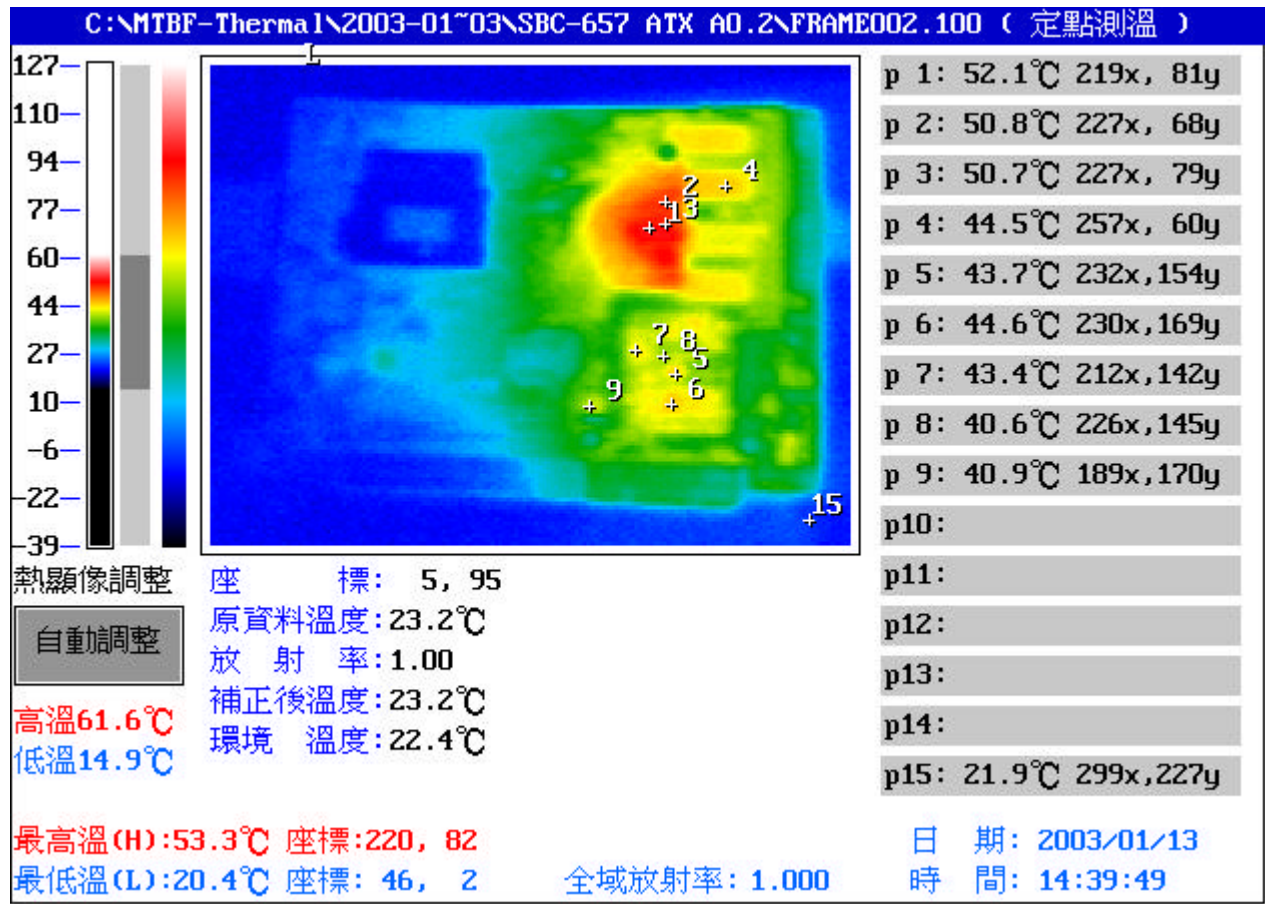 C:\MTBF-Thermal\2003-01~03\SBC-657 ATX A0.2\FRAME002.100 ( 定點測溫 )
127
110
94
77
60
44
27
10
-6
-22
-39
L
2
4
13
7
8
5
9
6
15
p 1: 52.1℃ 219x, 81y
p 2: 50.8℃ 227x, 68y
p 3: 50.7℃ 227x, 79y
p 4: 44.5℃ 257x, 60y
p 5: 43.7℃ 232x,154y
p 6: 44.6℃ 230x,169y
p 7: 43.4℃ 212x,142y
p 8: 40.6℃ 226x,145y
p 9: 40.9℃ 189x,170y
p10:
p11:
p12:
p13:
p14:
p15: 21.9℃ 299x,227y
熱顯像調整
自動調整
高溫61.6℃
低溫14.9℃
座 標: 5, 95
原資料溫度:23.2℃
放 射 率:1.00
補正後溫度:23.2℃
環境 溫度:22.4℃
最高溫(H):53.3℃ 座標:220, 82
最低溫(L):20.4℃ 座標: 46, 2 全域放射率: 1.000
日 期: 2003/01/13
時 間: 14:39:49